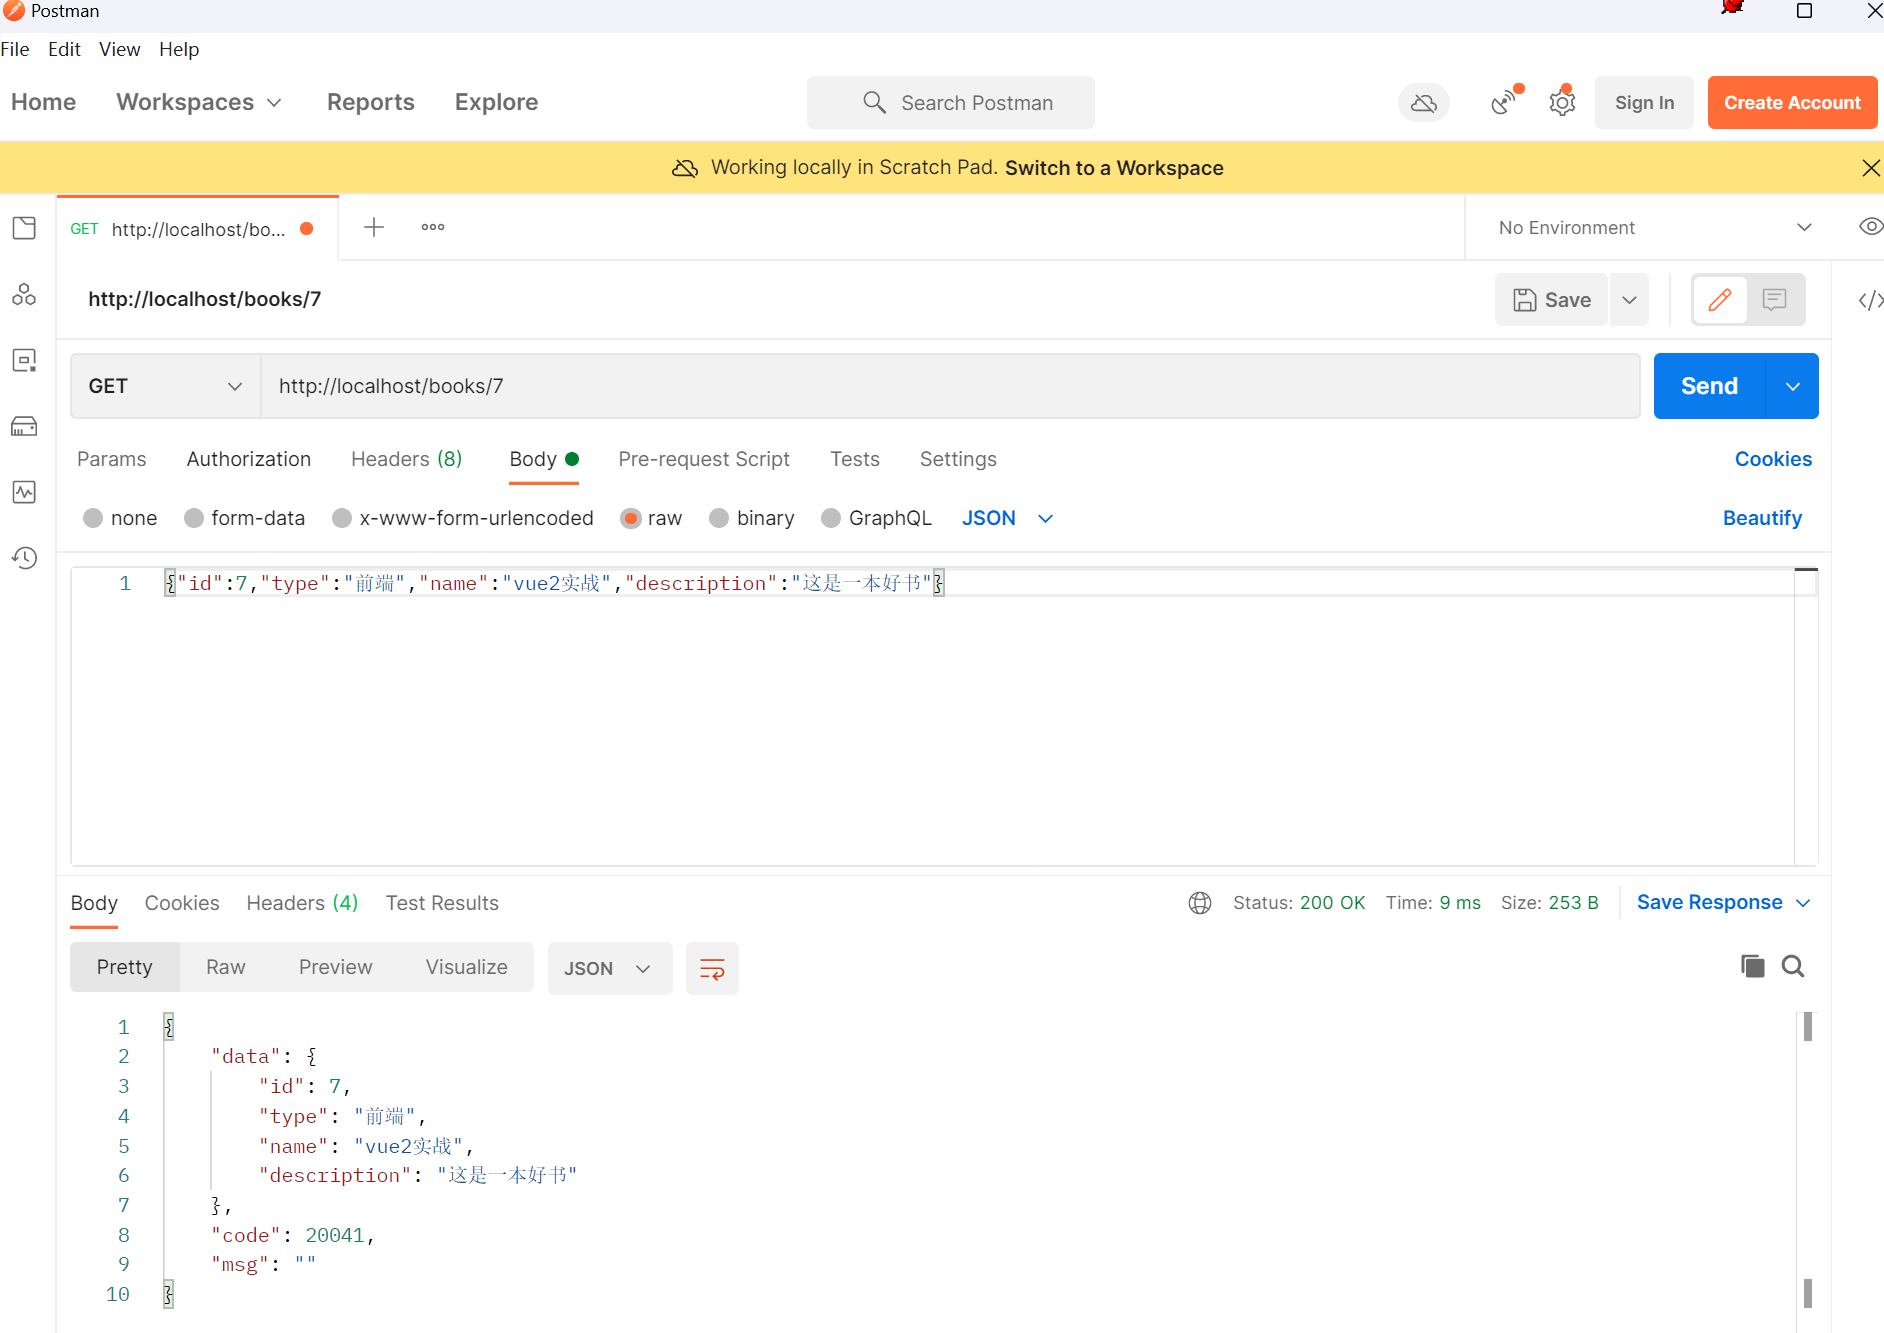 Postman
File Edit View Help
Home Workspaces Reports Explore Search Postman Sign In Create Account
Working locally in Scratch Pad. Switch to a Workspace
GET http://localhost/bo... No Environment
http://localhost/books/7 Save
GET http://localhost/books/7 Send
Params Authorization Headers (8) Body Pre-request Script Tests Settings Cookies
none form-data x-www-form-urlencoded raw binary GraphQL JSON Beautify
1 {"id":7,"type":"前端","name":"vue2实战","description":"这是一本好书"}
Body Cookies Headers (4) Test Results Status: 200 OK Time: 9 ms Size: 253 B Save Response
Pretty Raw Preview Visualize JSON
1 {
2 "data": {
3 "id": 7,
4 "type": "前端",
5 "name": "vue2实战",
6 "description": "这是一本好书"
7 },
8 "code": 20041,
9 "msg": ""
10 }